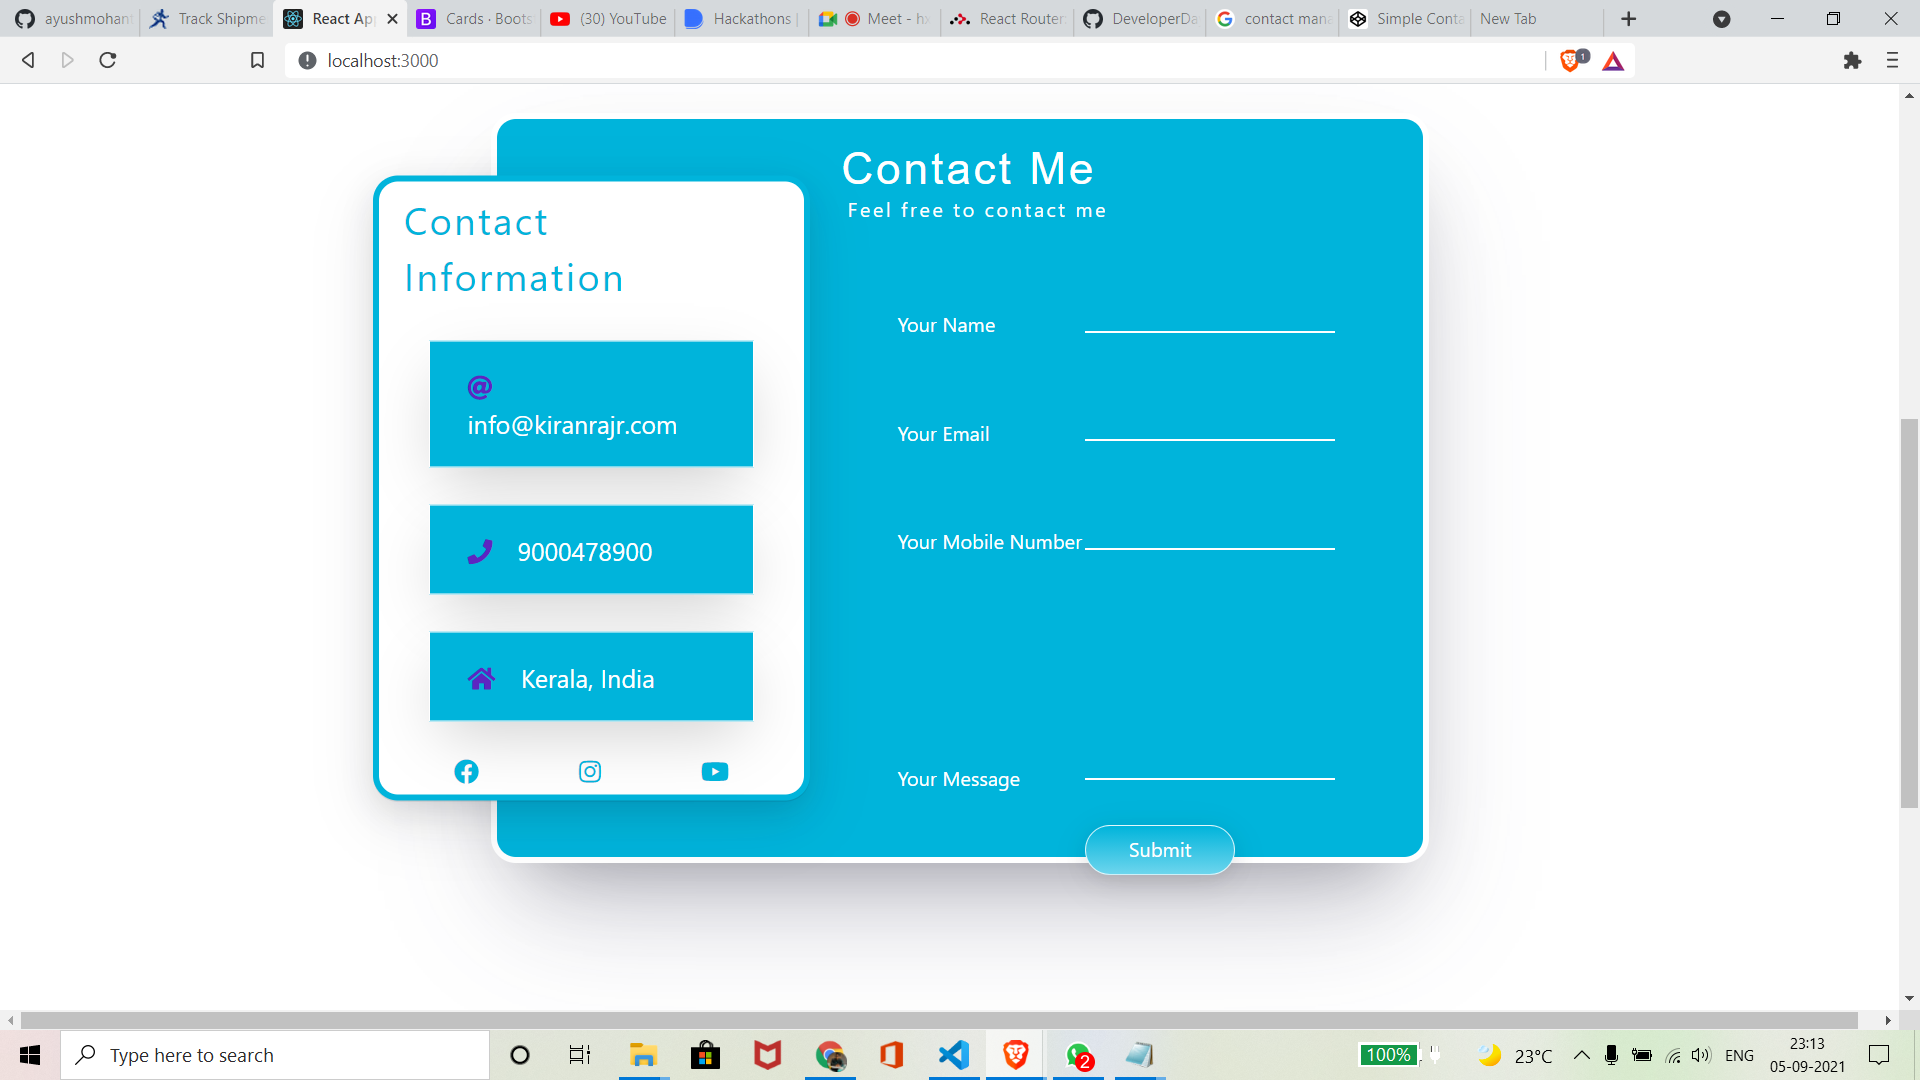 ayushmohant
Track Shipme
React Ap
Cards · Boots
(30) YouTube
Hackathons
Meet - hx
React Router
DeveloperDa
contact mana
Simple Conta
New Tab
localhost:3000
1
Contact Me
Feel free to contact me
Contact
Information
@
info@kiranrajr.com
9000478900
Kerala, India
Your Name
Your Email
Your Mobile Number
Your Message
Submit
Type here to search
2
100%
23°C
ENG
23:13
05-09-2021